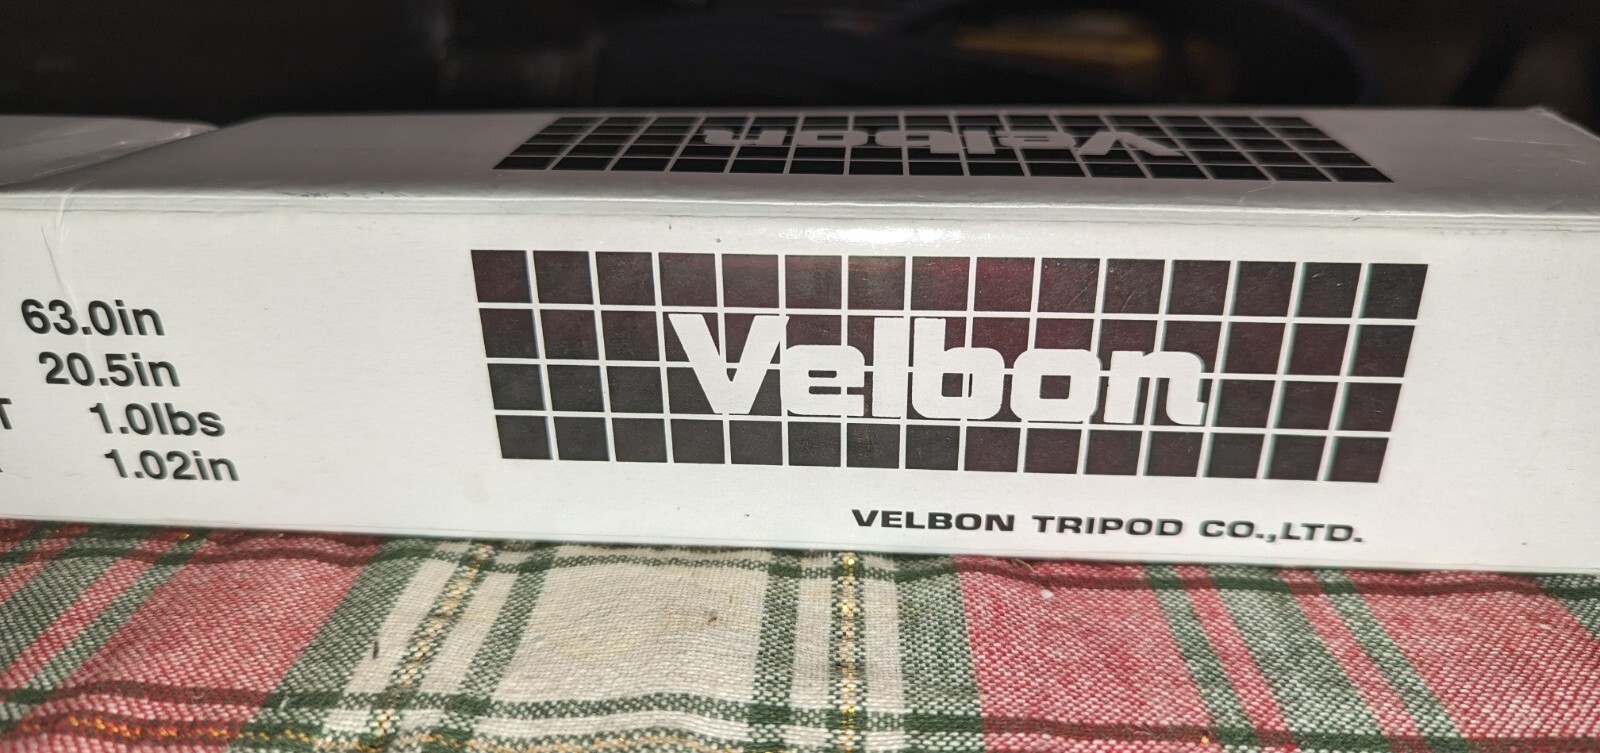 Velbon
63.0in
20.5in
T 1.0lbs
1.02in
Velbon
VELBON TRIPOD CO.,LTD.